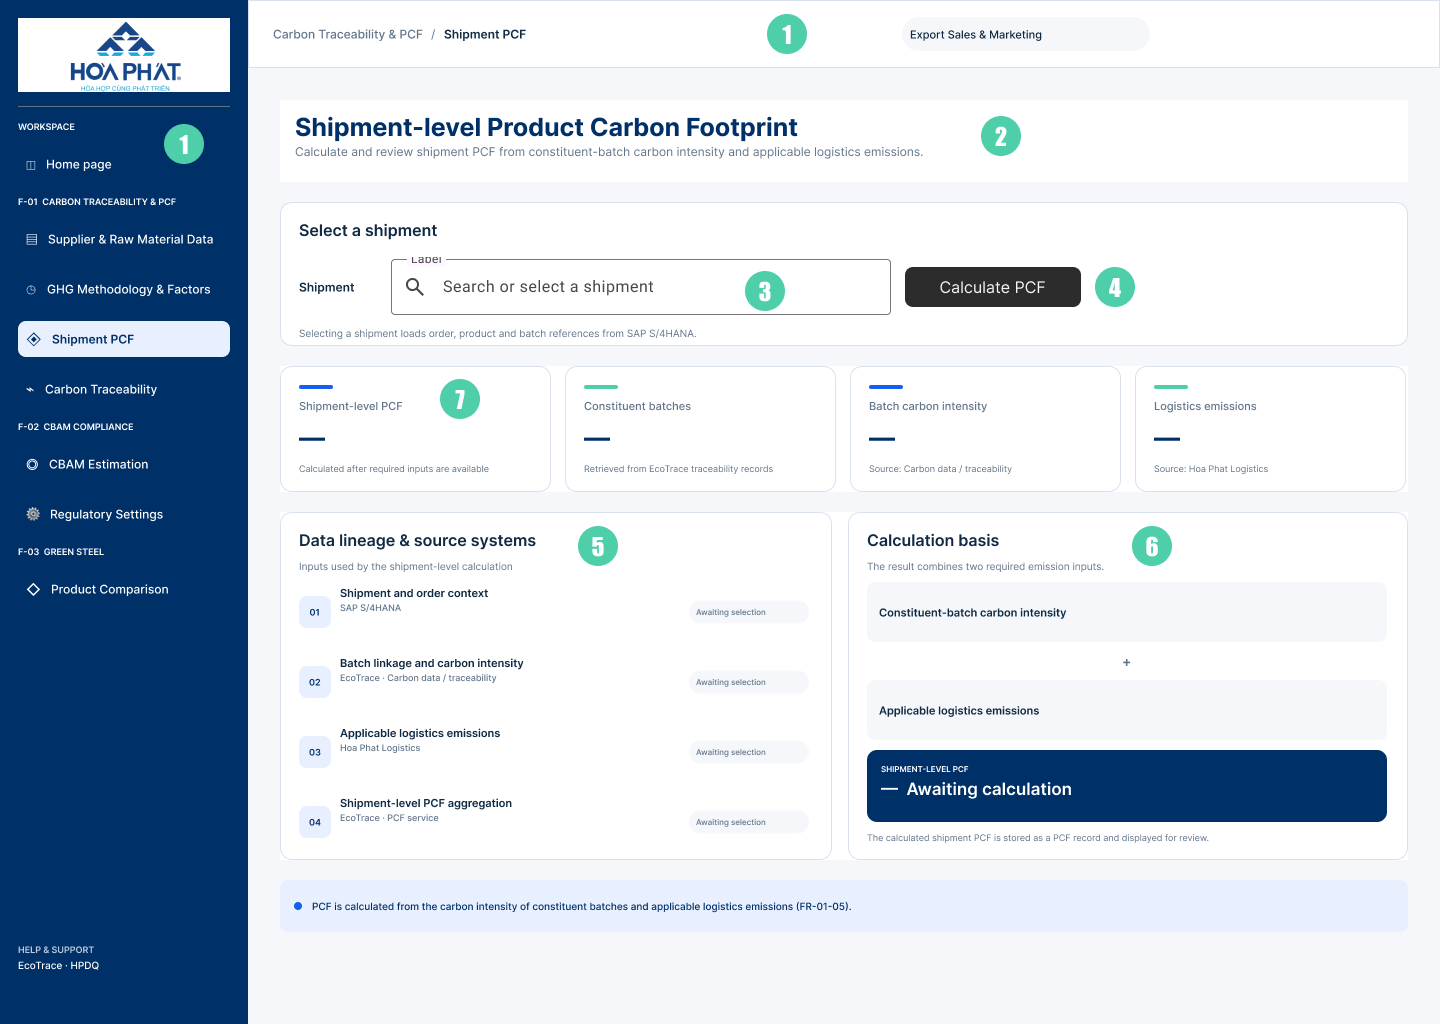 HÒA PHÁT
HÒA HỢP CÙNG PHÁT TRIỂN
WORKSPACE
1
Home page
F-01 CARBON TRACEABILITY & PCF
Supplier & Raw Material Data
GHG Methodology & Factors
Shipment PCF
Carbon Traceability
F-02 CBAM COMPLIANCE
CBAM Estimation
Regulatory Settings
F-03 GREEN STEEL
Product Comparison
HELP & SUPPORT
EcoTrace · HPDQ
Carbon Traceability & PCF / Shipment PCF
1
Export Sales & Marketing
Shipment-level Product Carbon Footprint
2
Calculate and review shipment PCF from constituent-batch carbon intensity and applicable logistics emissions.
Select a shipment
Label
Shipment
Search or select a shipment
3
Calculate PCF
4
Selecting a shipment loads order, product and batch references from SAP S/4HANA.
Shipment-level PCF
7
—
Calculated after required inputs are available
Constituent batches
—
Retrieved from EcoTrace traceability records
Batch carbon intensity
—
Source: Carbon data / traceability
Logistics emissions
—
Source: Hoa Phat Logistics
Data lineage & source systems
5
Inputs used by the shipment-level calculation
01
Shipment and order context
SAP S/4HANA
Awaiting selection
02
Batch linkage and carbon intensity
EcoTrace · Carbon data / traceability
Awaiting selection
03
Applicable logistics emissions
Hoa Phat Logistics
Awaiting selection
04
Shipment-level PCF aggregation
EcoTrace · PCF service
Awaiting selection
Calculation basis
6
The result combines two required emission inputs.
Constituent-batch carbon intensity
+
Applicable logistics emissions
SHIPMENT-LEVEL PCF
— Awaiting calculation
The calculated shipment PCF is stored as a PCF record and displayed for review.
PCF is calculated from the carbon intensity of constituent batches and applicable logistics emissions (FR-01-05).